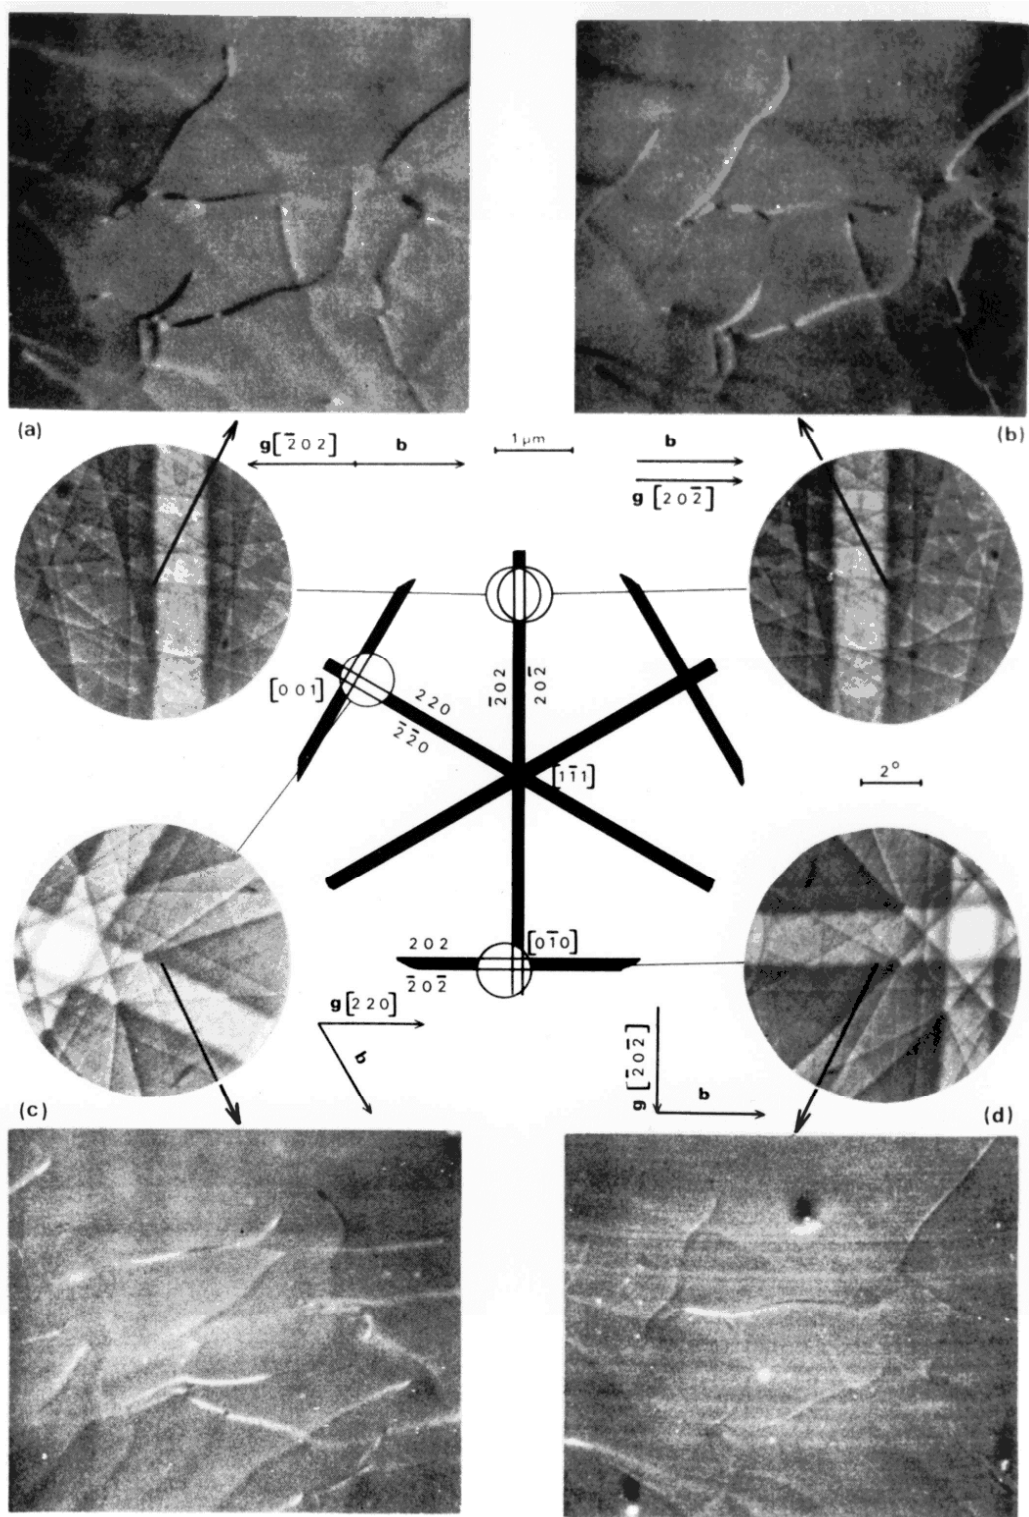 (a)
(b)
g[2̄02]
b
1 μm
b
g [202̄]
[001]
220
2̄2̄0
2̄02
202̄
[11̄1]
2°
202
2̄02̄
[01̄0]
g[220]
b
g [2̄02̄]
b
(c)
(d)